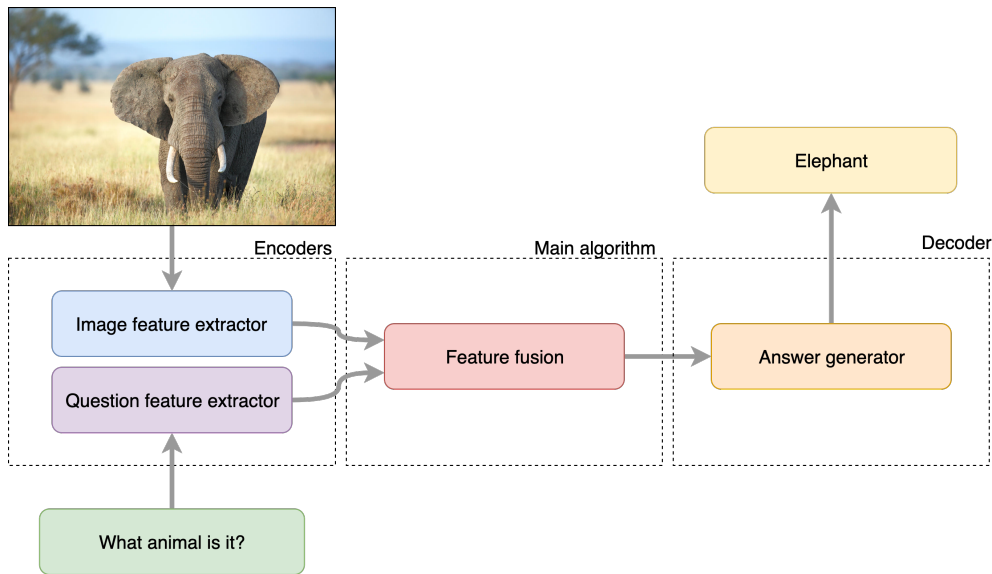 Elephant
Encoders
Main algorithm
Decoder
Image feature extractor
Feature fusion
Answer generator
Question feature extractor
What animal is it?